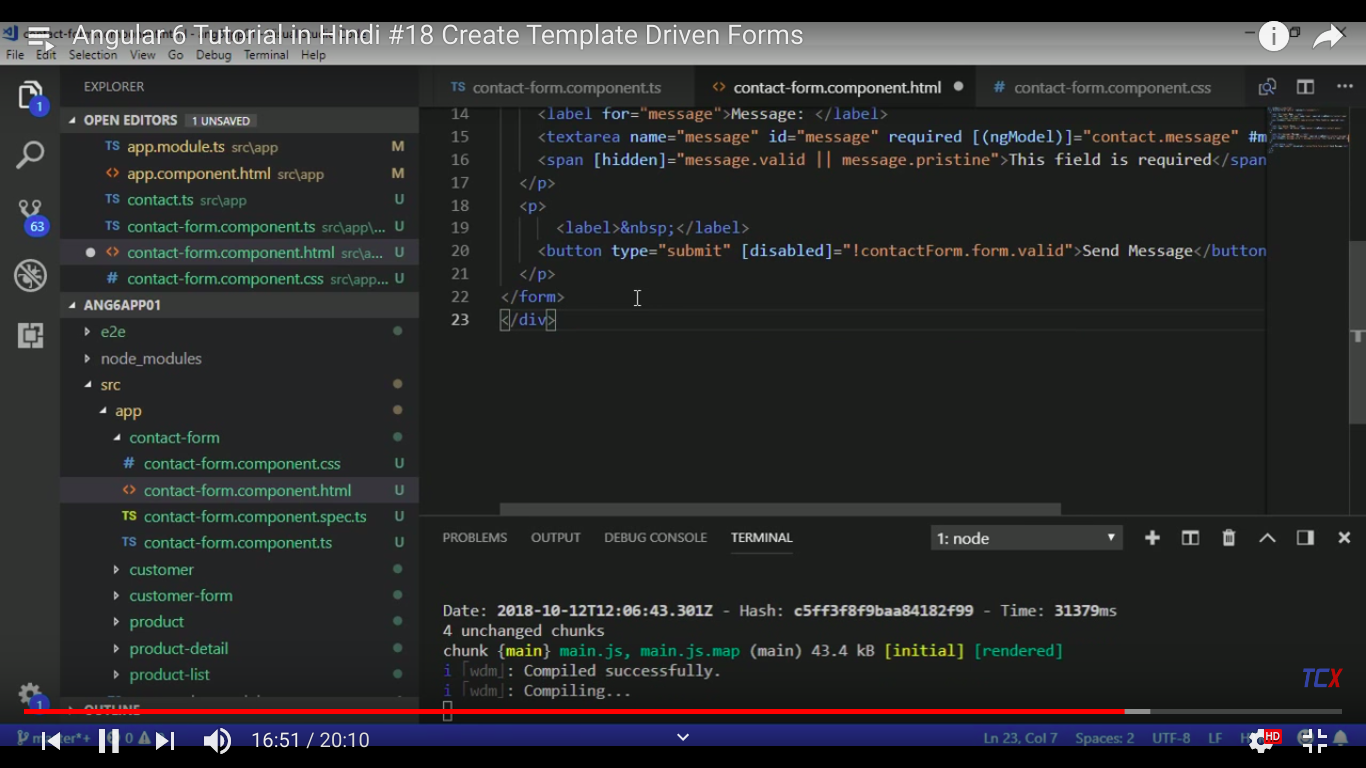 Angular 6 Tutorial in Hindi #18 Create Template Driven Forms
File Edit Selection View Go Debug Terminal Help
EXPLORER
OPEN EDITORS 1 UNSAVED
TS app.module.ts src\app M
<> app.component.html src\app M
TS contact.ts src\app U
TS contact-form.component.ts src\app\... U
<> contact-form.component.html src\a... U
# contact-form.component.css src\app... U
ANG6APP01
e2e
node_modules
src
app
contact-form
# contact-form.component.css U
<> contact-form.component.html U
TS contact-form.component.spec.ts U
TS contact-form.component.ts U
customer
customer-form
product
product-detail
product-list
OUTLINE
1
63
1
TS contact-form.component.ts <> contact-form.component.html # contact-form.component.css
14 <label for="message">Message: </label>
15 <textarea name="message" id="message" required [(ngModel)]="contact.message" #m
16 <span [hidden]="message.valid || message.pristine">This field is required</span
17 </p>
18 <p>
19 <label>&nbsp;</label>
20 <button type="submit" [disabled]="!contactForm.form.valid">Send Message</button
21 </p>
22 </form>
23 </div>
PROBLEMS OUTPUT DEBUG CONSOLE TERMINAL 1: node
Date: 2018-10-12T12:06:43.301Z - Hash: c5ff3f8f9baa84182f99 - Time: 31379ms
4 unchanged chunks
chunk {main} main.js, main.js.map (main) 43.4 kB [initial] [rendered]
i ｢wdm｣: Compiled successfully.
i ｢wdm｣: Compiling...
TCX
16:51 / 20:10
Ln 23, Col 7 Spaces: 2 UTF-8 LF
HD